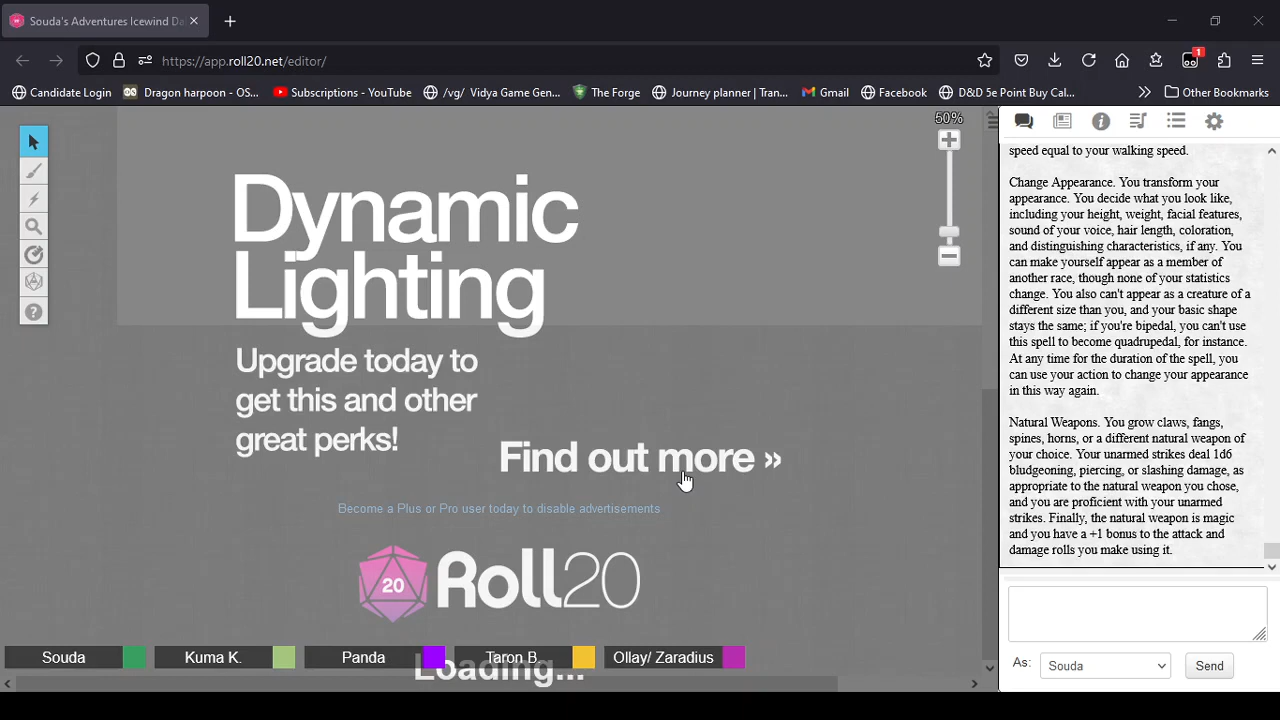 Souda's Adventures Icewind Da
https://app.roll20.net/editor/
1
Candidate Login
Dragon harpoon - OS...
Subscriptions - YouTube
/vg/ Vidya Game Gen...
The Forge
Journey planner | Tran...
Gmail
Facebook
D&D 5e Point Buy Cal...
Other Bookmarks
50%
Dynamic
Lighting
Upgrade today to
get this and other
great perks!
Find out more »
Become a Plus or Pro user today to disable advertisements
20
Roll20
Loading...
Souda
Kuma K.
Panda
Taron B.
Ollay/ Zaradius
speed equal to your walking speed.
Change Appearance. You transform your
appearance. You decide what you look like,
including your height, weight, facial features,
sound of your voice, hair length, coloration,
and distinguishing characteristics, if any. You
can make yourself appear as a member of
another race, though none of your statistics
change. You also can't appear as a creature of a
different size than you, and your basic shape
stays the same; if you're bipedal, you can't use
this spell to become quadrupedal, for instance.
At any time for the duration of the spell, you
can use your action to change your appearance
in this way again.
Natural Weapons. You grow claws, fangs,
spines, horns, or a different natural weapon of
your choice. Your unarmed strikes deal 1d6
bludgeoning, piercing, or slashing damage, as
appropriate to the natural weapon you chose,
and you are proficient with your unarmed
strikes. Finally, the natural weapon is magic
and you have a +1 bonus to the attack and
damage rolls you make using it.
As:
Souda
Send